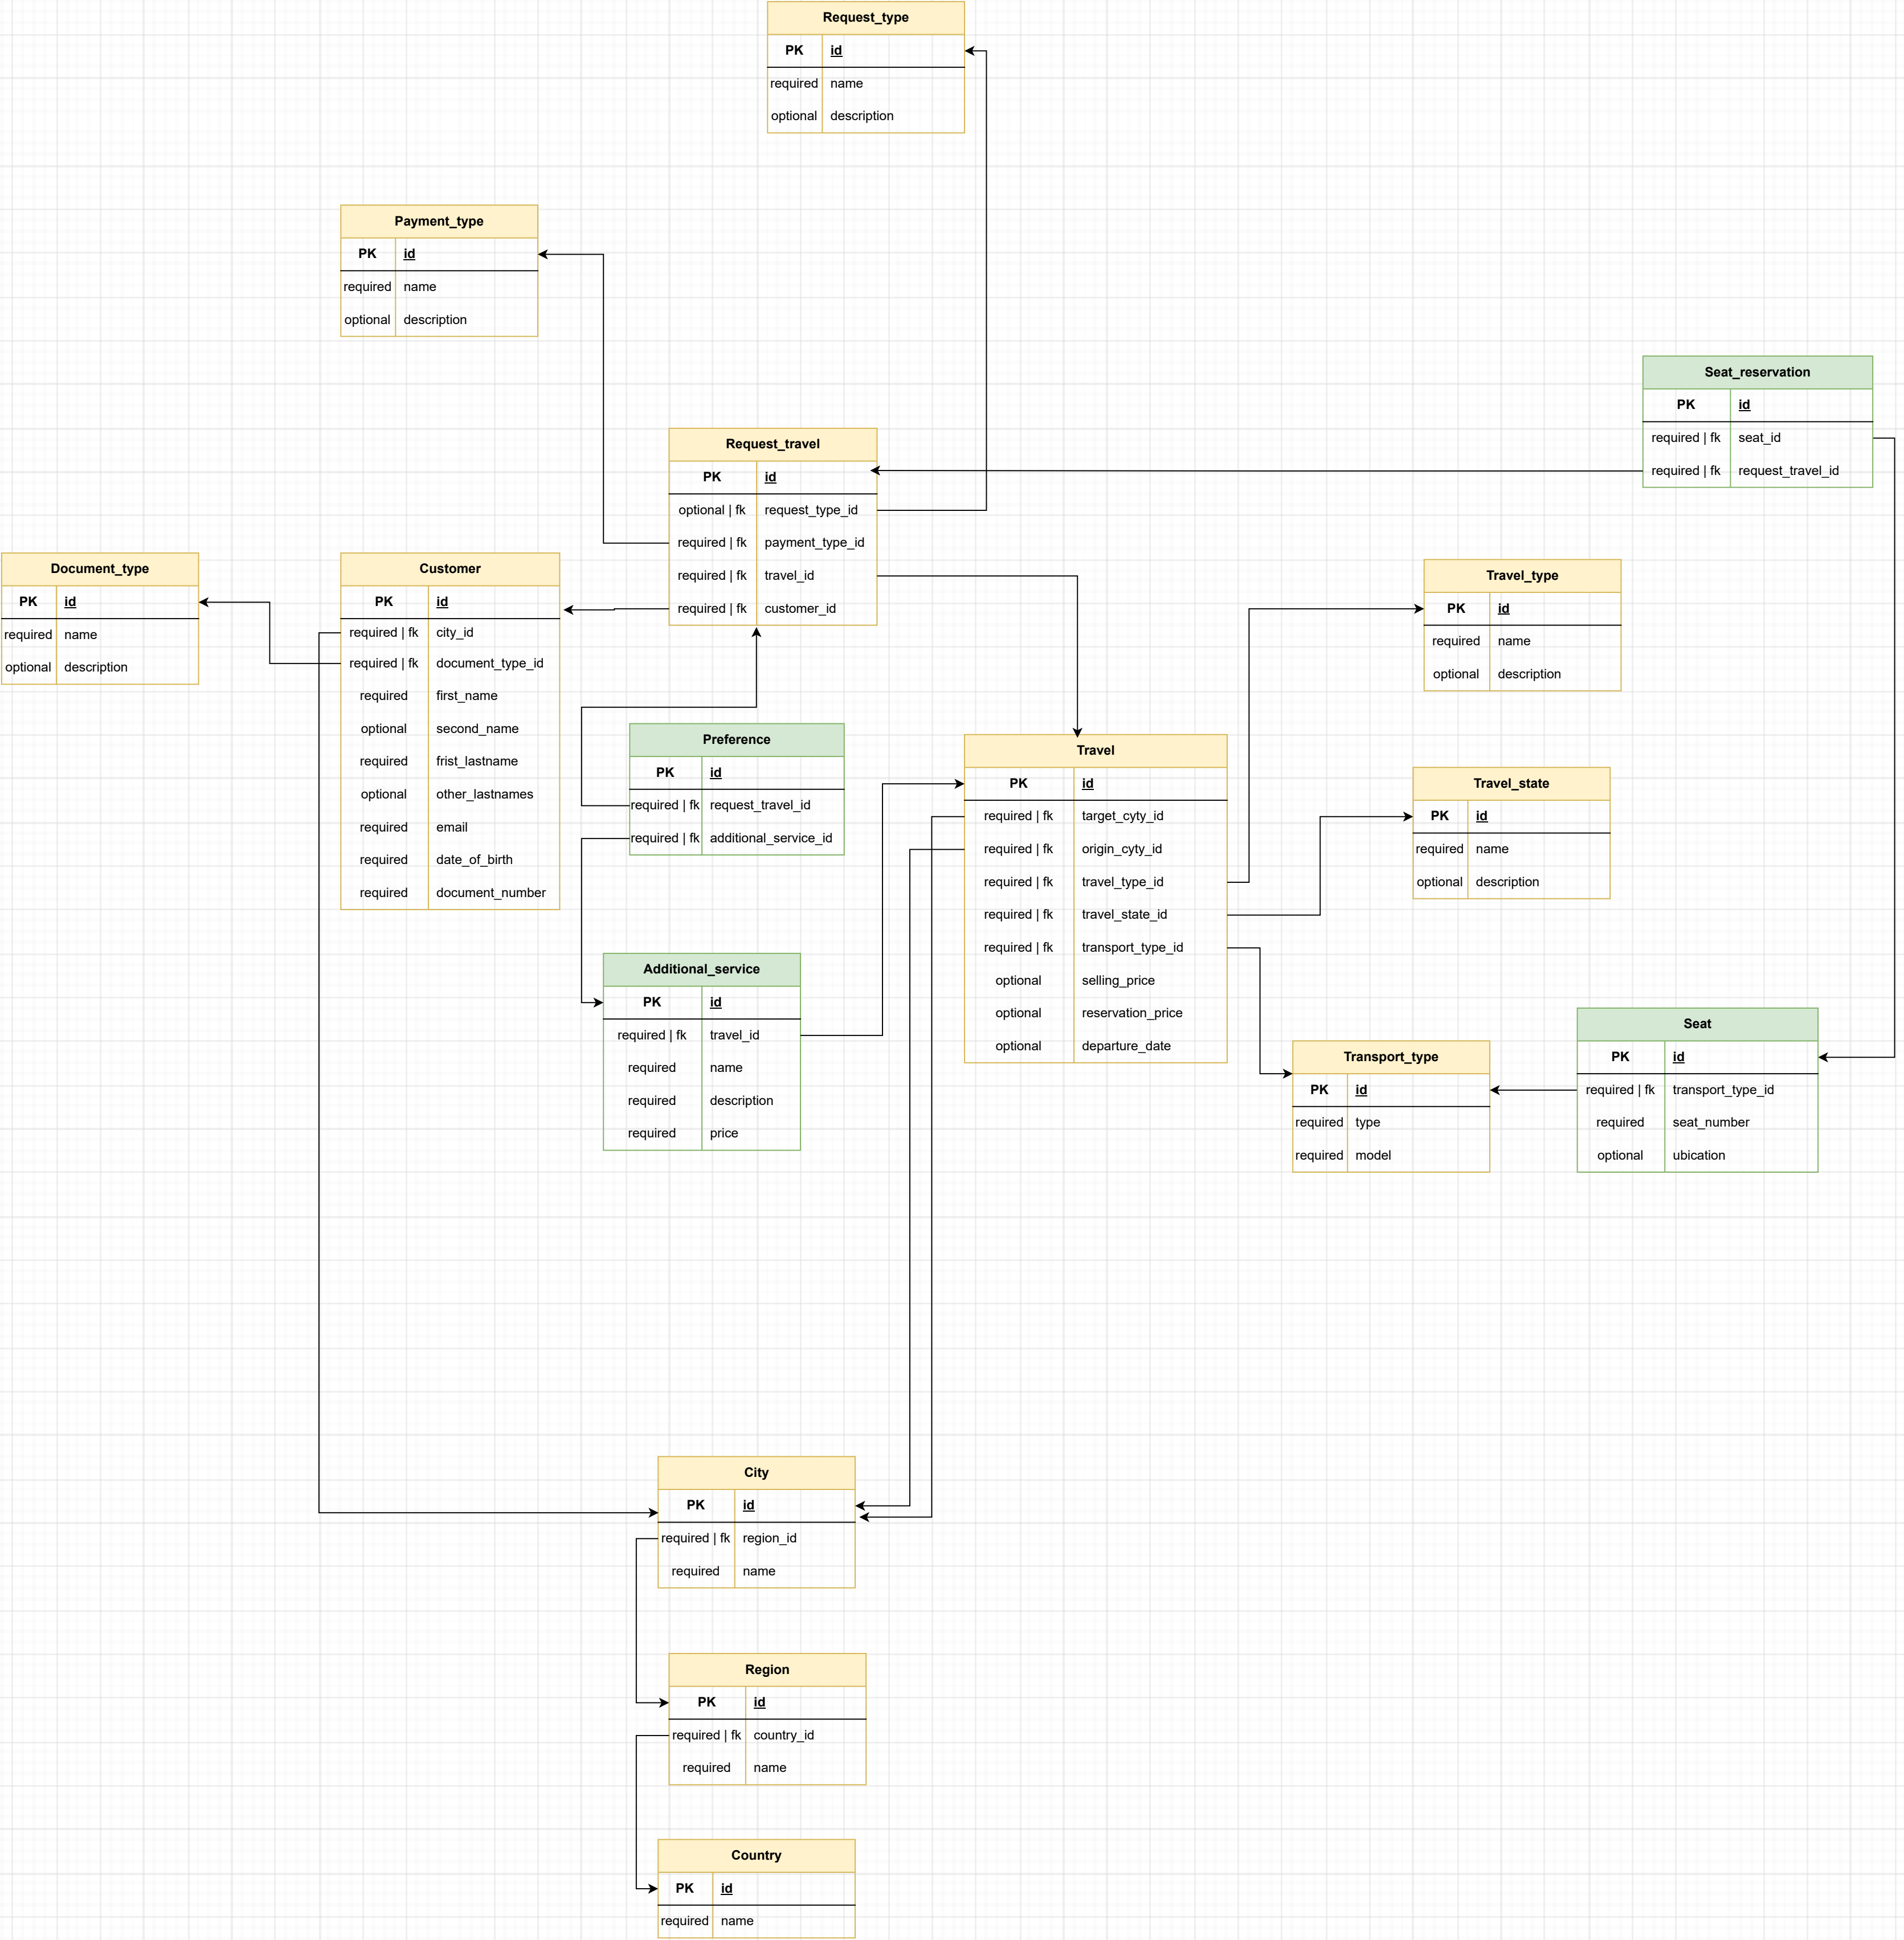 Request_type
PK id
required name
optional description
Payment_type
PK id
required name
optional description
Seat_reservation
PK id
required | fk seat_id
required | fk request_travel_id
Request_travel
PK id
optional | fk request_type_id
required | fk payment_type_id
required | fk travel_id
required | fk customer_id
Document_type
PK id
required name
optional description
Customer
PK id
required | fk city_id
required | fk document_type_id
required first_name
optional second_name
required frist_lastname
optional other_lastnames
required email
required date_of_birth
required document_number
Travel_type
PK id
required name
optional description
Preference
PK id
required | fk request_travel_id
required | fk additional_service_id
Travel
PK id
required | fk target_cyty_id
required | fk origin_cyty_id
required | fk travel_type_id
required | fk travel_state_id
required | fk transport_type_id
optional selling_price
optional reservation_price
optional departure_date
Travel_state
PK id
required name
optional description
Additional_service
PK id
required | fk travel_id
required name
required description
required price
Transport_type
PK id
required type
required model
Seat
PK id
required | fk transport_type_id
required seat_number
optional ubication
City
PK id
required | fk region_id
required name
Region
PK id
required | fk country_id
required name
Country
PK id
required name